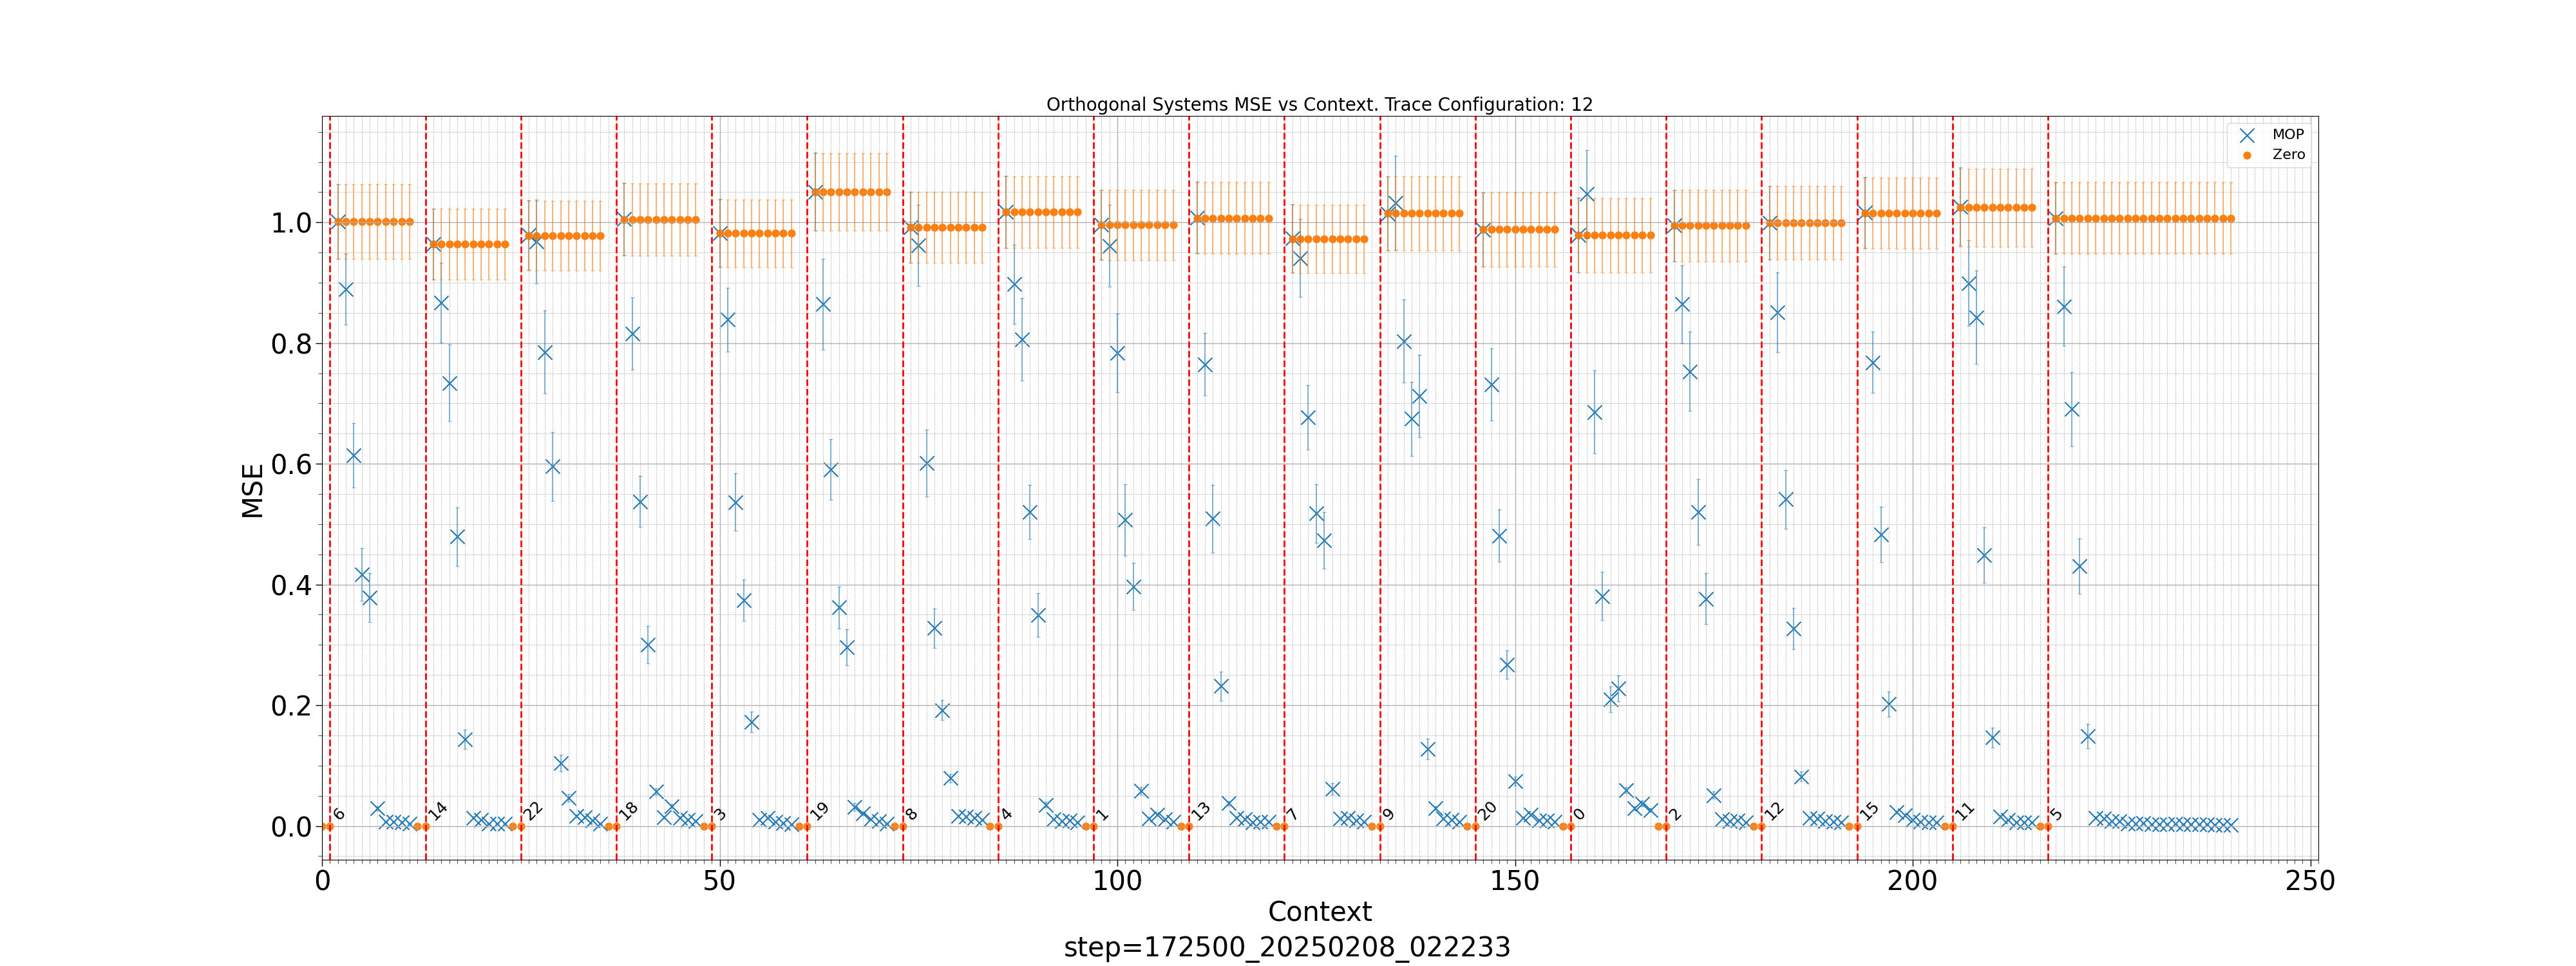 Orthogonal Systems MSE vs Context. Trace Configuration: 12
MOP
Zero
MSE
1.0
0.8
0.6
0.4
0.2
0.0
6 14 22 18 3 19 8 4 1 13 7 9 20 0 2 12 15 11 5
0 50 100 150 200 250
Context
step=172500_20250208_022233